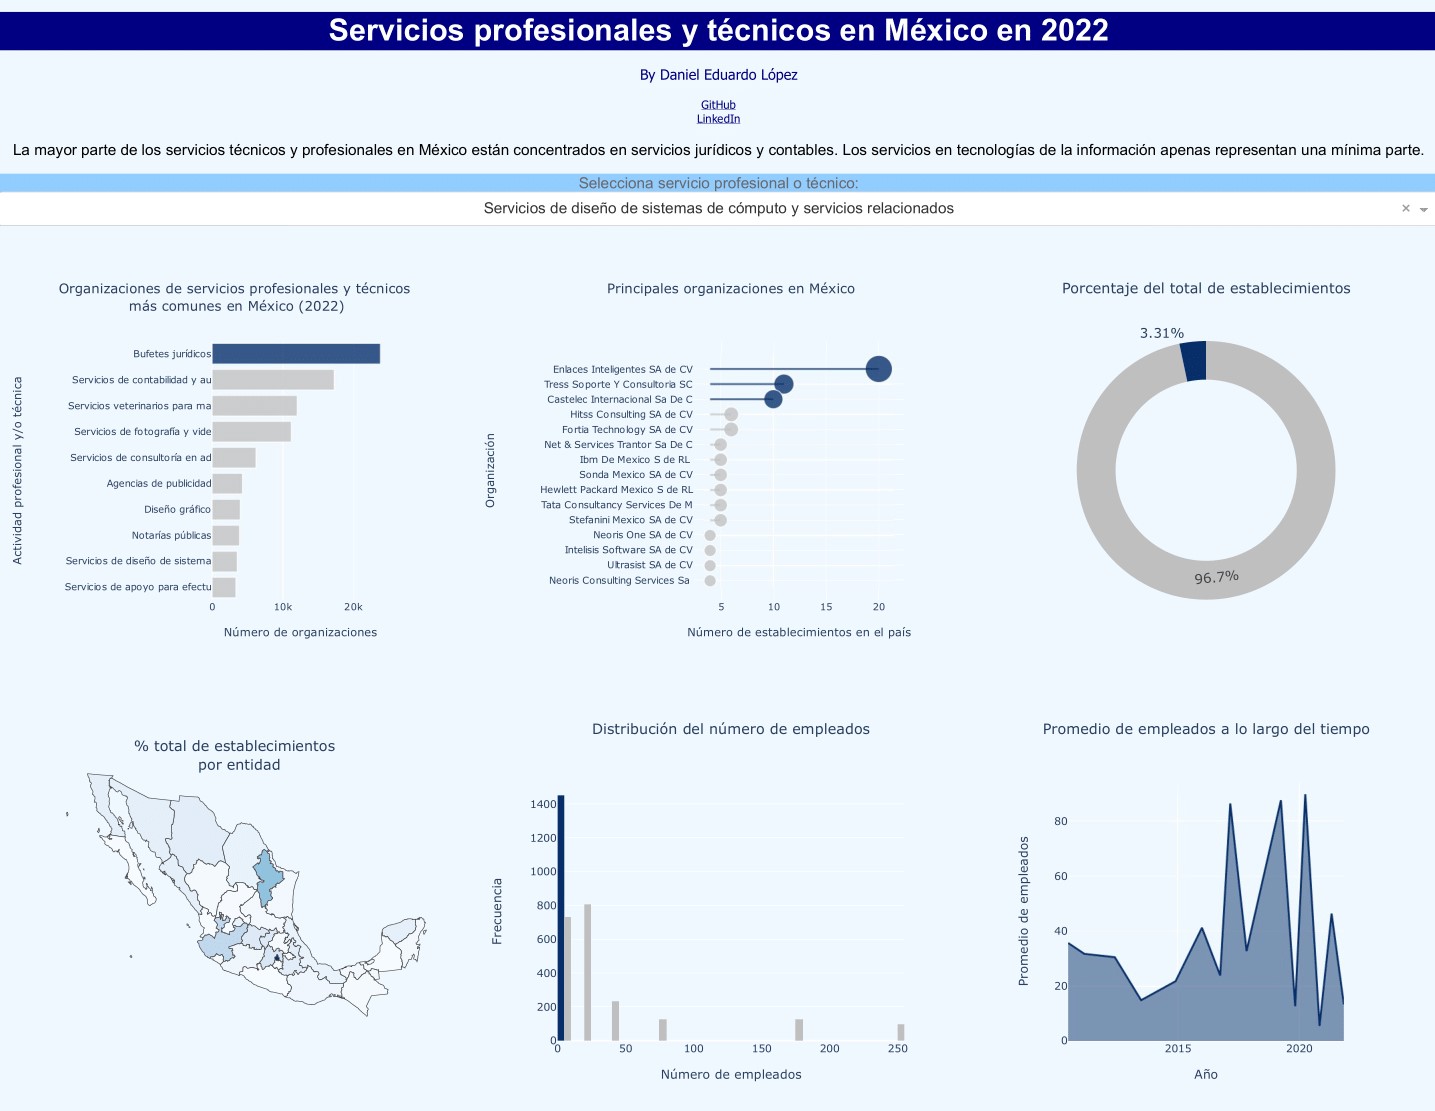 Servicios profesionales y técnicos en México en 2022
By Daniel Eduardo López
GitHub
LinkedIn
La mayor parte de los servicios técnicos y profesionales en México están concentrados en servicios jurídicos y contables. Los servicios en tecnologías de la información apenas representan una mínima parte.
Selecciona servicio profesional o técnico:
Servicios de diseño de sistemas de cómputo y servicios relacionados
×
Organizaciones de servicios profesionales y técnicos
más comunes en México (2022)
Actividad profesional y/o técnica
Bufetes jurídicos
Servicios de contabilidad y au
Servicios veterinarios para ma
Servicios de fotografía y vide
Servicios de consultoría en ad
Agencias de publicidad
Diseño gráfico
Notarías públicas
Servicios de diseño de sistema
Servicios de apoyo para efectu
0 10k 20k
Número de organizaciones
Principales organizaciones en México
Organización
Enlaces Inteligentes SA de CV
Tress Soporte Y Consultoria SC
Castelec Internacional Sa De C
Hitss Consulting SA de CV
Fortia Technology SA de CV
Net & Services Trantor Sa De C
Ibm De Mexico S de RL
Sonda Mexico SA de CV
Hewlett Packard Mexico S de RL
Tata Consultancy Services De M
Stefanini Mexico SA de CV
Neoris One SA de CV
Intelisis Software SA de CV
Ultrasist SA de CV
Neoris Consulting Services Sa
5 10 15 20
Número de establecimientos en el país
Porcentaje del total de establecimientos
3.31%
96.7%
% total de establecimientos
por entidad
Distribución del número de empleados
Frecuencia
1400
1200
1000
800
600
400
200
0
0 50 100 150 200 250
Número de empleados
Promedio de empleados a lo largo del tiempo
Promedio de empleados
80
60
40
20
0
2015 2020
Año